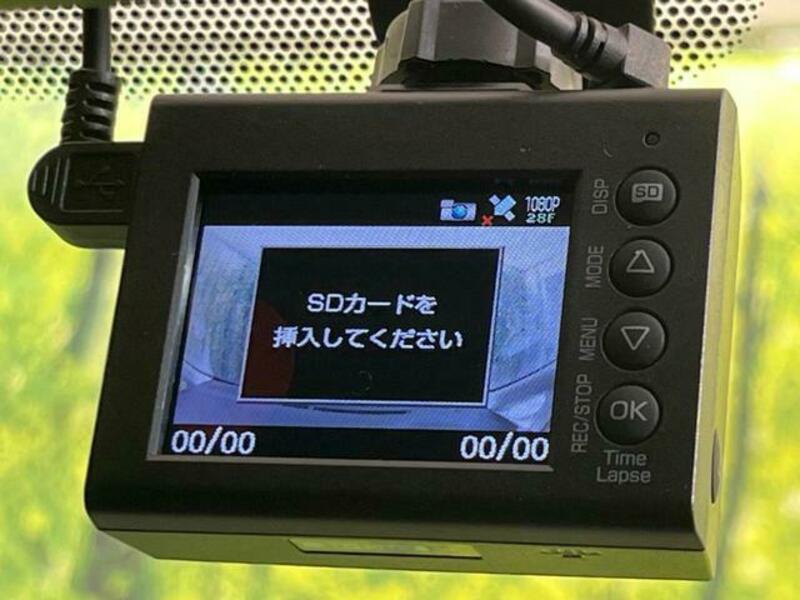 1080P
28F
SDカードを
挿入してください
00/00
00/00
DISP
SD
MODE
MENU
REC/STOP
OK
Time
Lapse